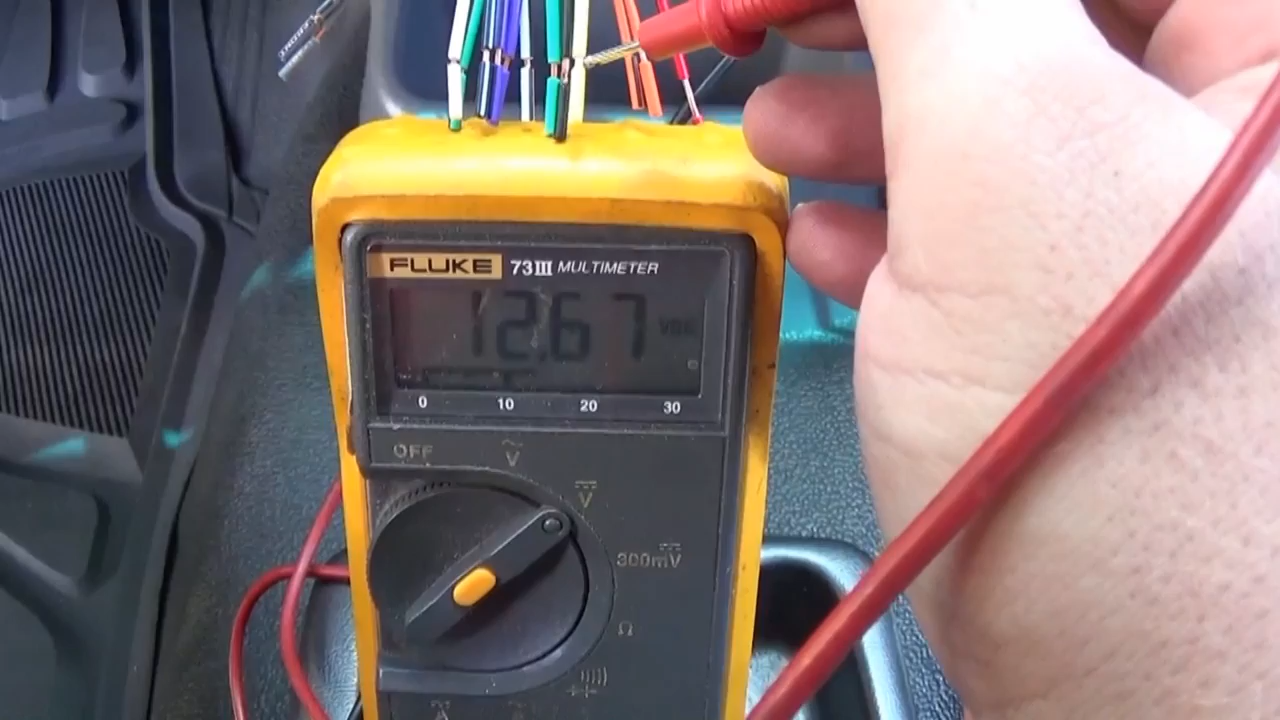 FLUKE 73III MULTIMETER
12.67 VDC
0 10 20 30
OFF
Ṽ
V
300mV
Ω